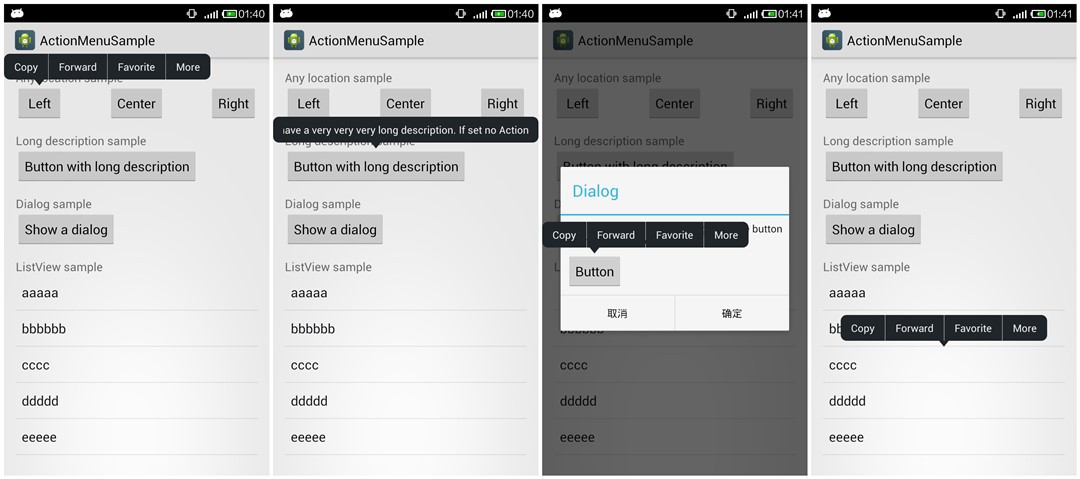 01:40
ActionMenuSample
Copy Forward Favorite More
Any location sample
Left Center Right
Long description sample
Button with long description
Dialog sample
Show a dialog
ListView sample
aaaaa
bbbbbb
cccc
ddddd
eeeee
01:40
ActionMenuSample
Any location sample
Left Center Right
have a very very very long description. If set no Action
Long description sample
Button with long description
Dialog sample
Show a dialog
ListView sample
aaaaa
bbbbbb
cccc
ddddd
eeeee
01:41
ActionMenuSample
Any location sample
Left Center Right
Long description sample
Button with long description
Dialog
Copy Forward Favorite More
button
Button
取消 确定
bbbbbb
cccc
ddddd
eeeee
01:41
ActionMenuSample
Any location sample
Left Center Right
Long description sample
Button with long description
Dialog sample
Show a dialog
ListView sample
aaaaa
Copy Forward Favorite More
cccc
ddddd
eeeee